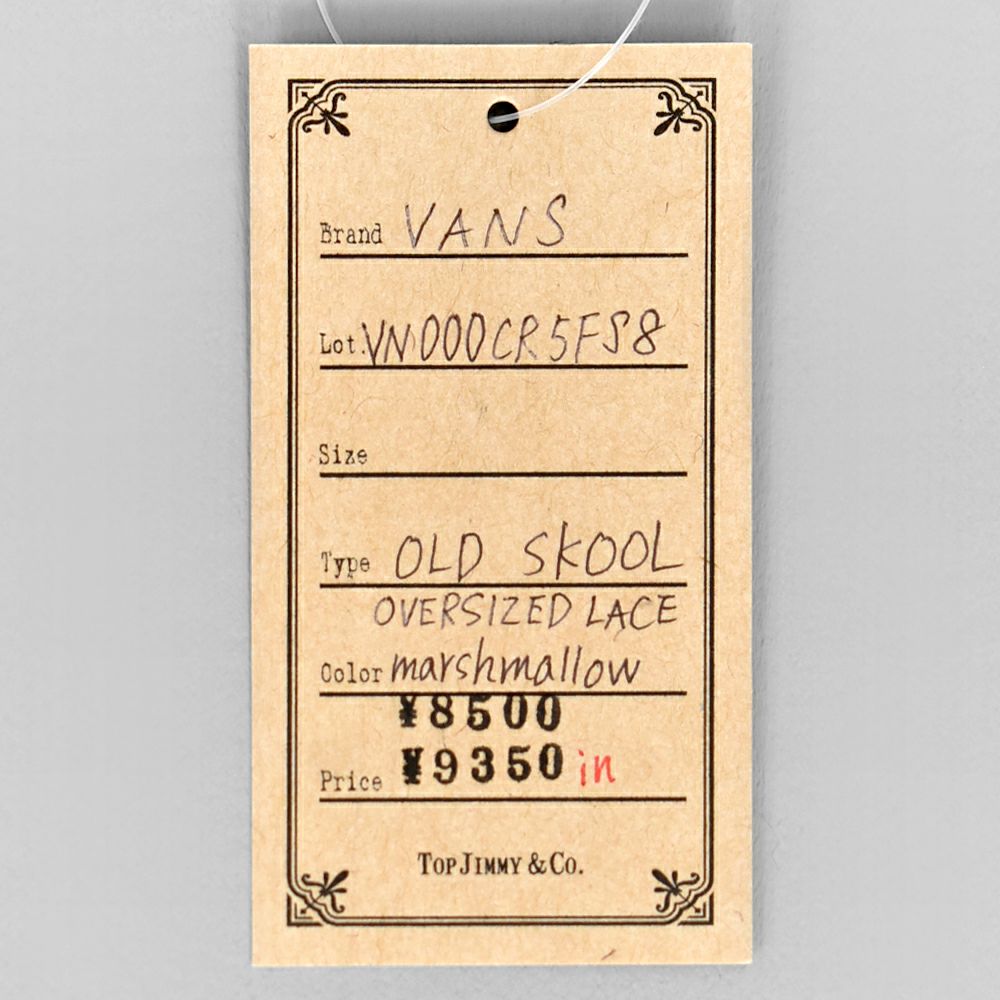 Brand VANS
Lot. VN000CR5FS8
Size
Type OLD SKOOL
OVERSIZED LACE
Color marshmallow
¥8500
Price ¥9350 in
TOP JIMMY & CO.